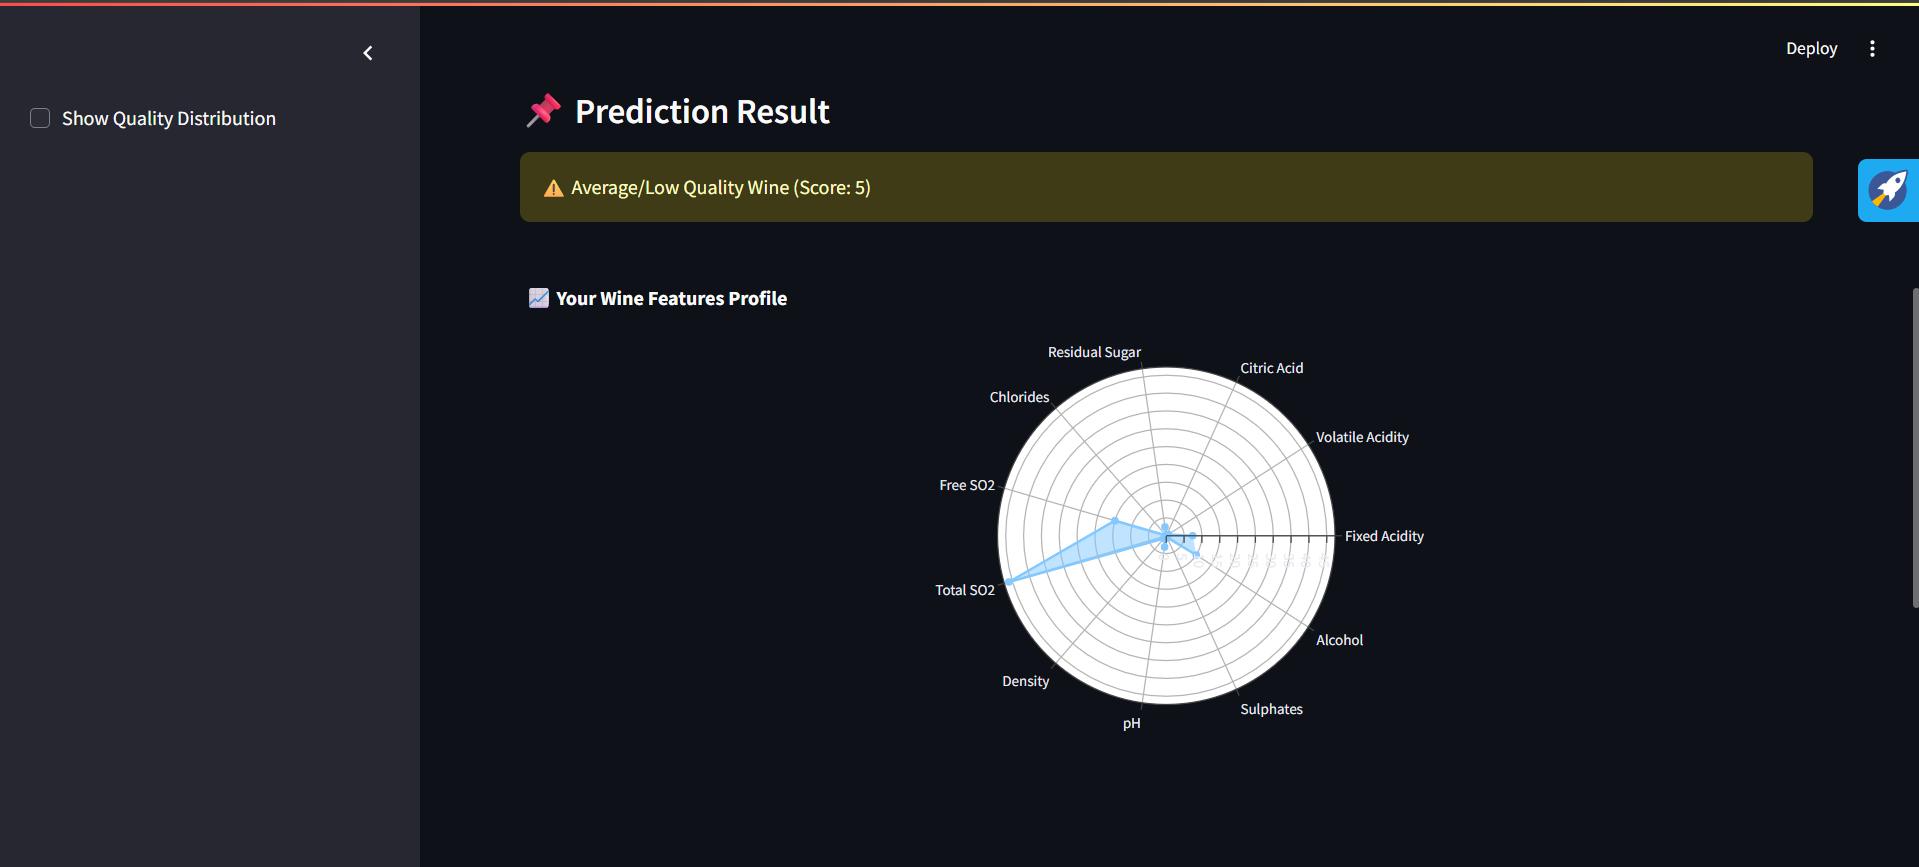 Deploy
Show Quality Distribution
Prediction Result
Average/Low Quality Wine (Score: 5)
Your Wine Features Profile
Residual Sugar
Citric Acid
Chlorides
Volatile Acidity
Free SO2
Fixed Acidity
Total SO2
Alcohol
Density
Sulphates
pH